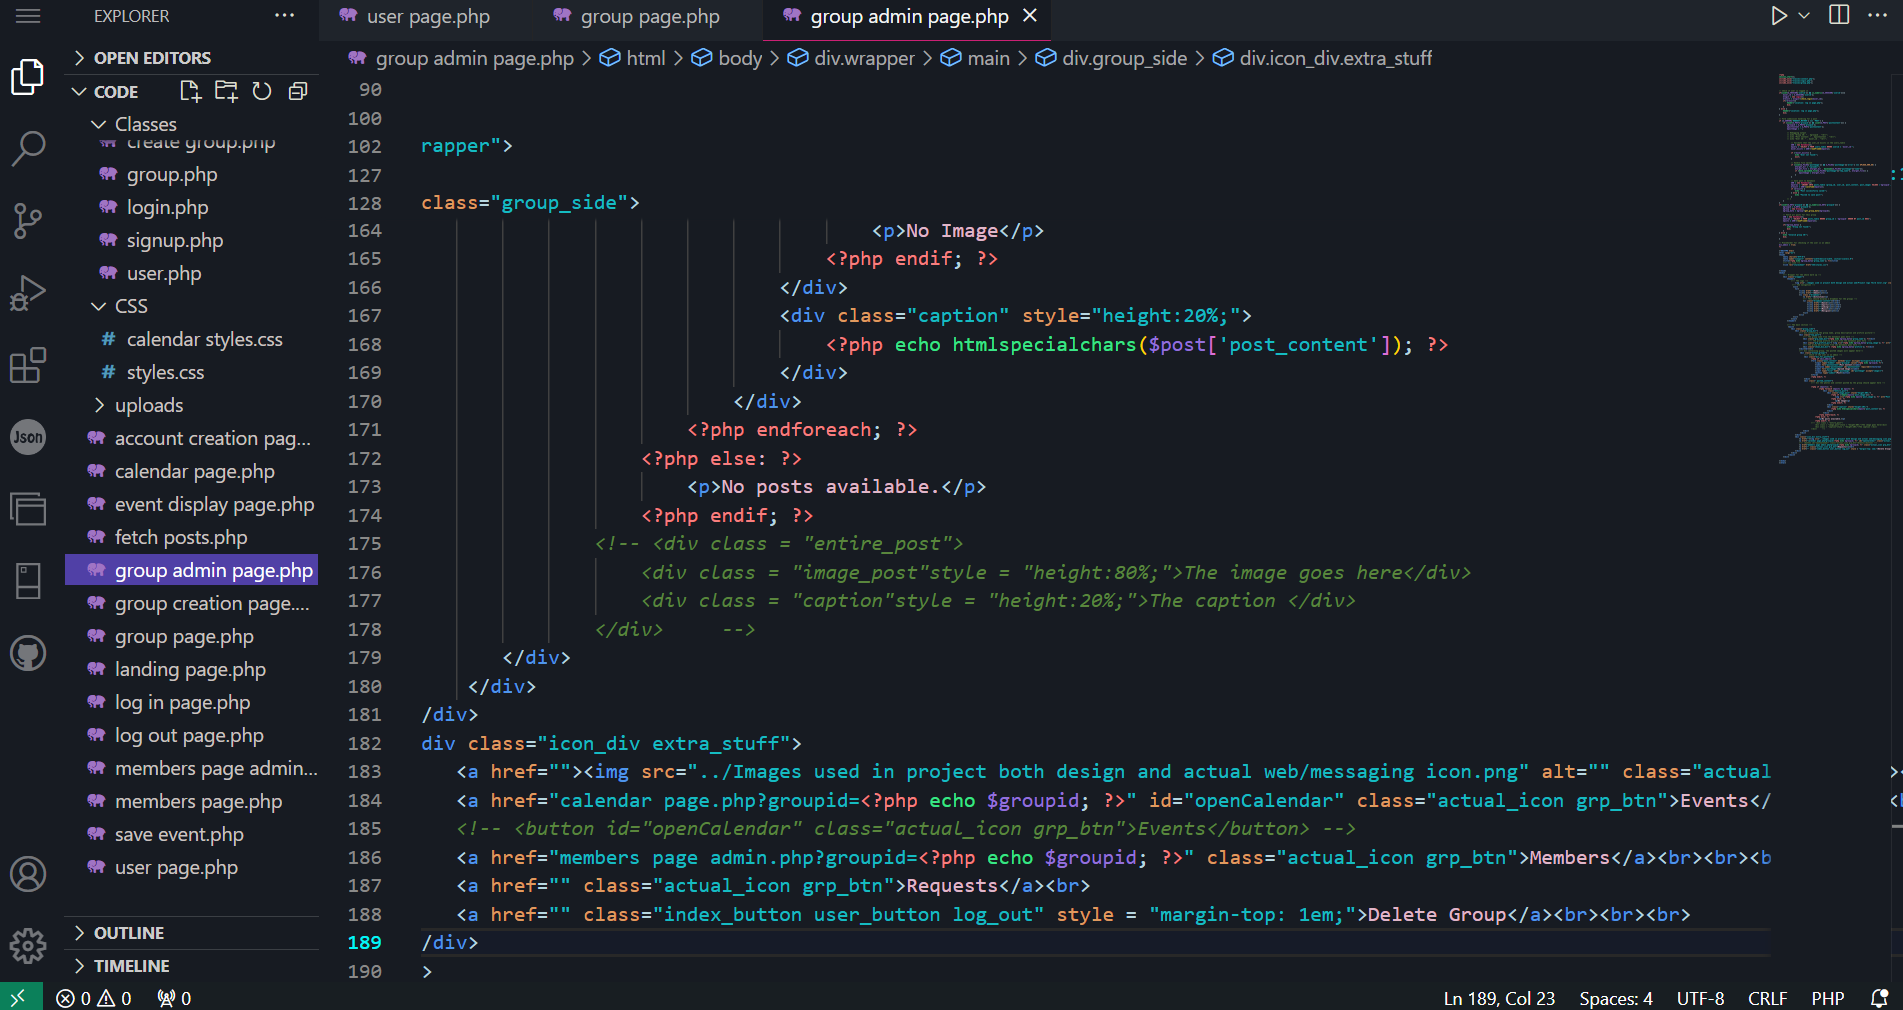 EXPLORER
user page.php
group page.php
group admin page.php
OPEN EDITORS
group admin page.php > html > body > div.wrapper > main > div.group_side > div.icon_div.extra_stuff
CODE
Classes
create group.php
group.php
login.php
signup.php
user.php
CSS
# calendar styles.css
# styles.css
uploads
account creation pag...
calendar page.php
event display page.php
fetch posts.php
group admin page.php
group creation page....
group page.php
landing page.php
log in page.php
log out page.php
members page admin...
members page.php
save event.php
user page.php
OUTLINE
TIMELINE
Json
90
100
102 rapper">
127
128 class="group_side">
164 <p>No Image</p>
165 <?php endif; ?>
166 </div>
167 <div class="caption" style="height:20%;">
168 <?php echo htmlspecialchars($post['post_content']); ?>
169 </div>
170 </div>
171 <?php endforeach; ?>
172 <?php else: ?>
173 <p>No posts available.</p>
174 <?php endif; ?>
175 <!-- <div class = "entire_post">
176 <div class = "image_post"style = "height:80%;">The image goes here</div>
177 <div class = "caption"style = "height:20%;">The caption </div>
178 </div> -->
179 </div>
180 </div>
181 /div>
182 div class="icon_div extra_stuff">
183 <a href=""><img src="../Images used in project both design and actual web/messaging icon.png" alt="" class="actual
184 <a href="calendar page.php?groupid=<?php echo $groupid; ?>" id="openCalendar" class="actual_icon grp_btn">Events</
185 <!-- <button id="openCalendar" class="actual_icon grp_btn">Events</button> -->
186 <a href="members page admin.php?groupid=<?php echo $groupid; ?>" class="actual_icon grp_btn">Members</a><br><br><b
187 <a href="" class="actual_icon grp_btn">Requests</a><br>
188 <a href="" class="index_button user_button log_out" style = "margin-top: 1em;">Delete Group</a><br><br><br>
189 /div>
190 >
0 0 0
Ln 189, Col 23 Spaces: 4 UTF-8 CRLF PHP